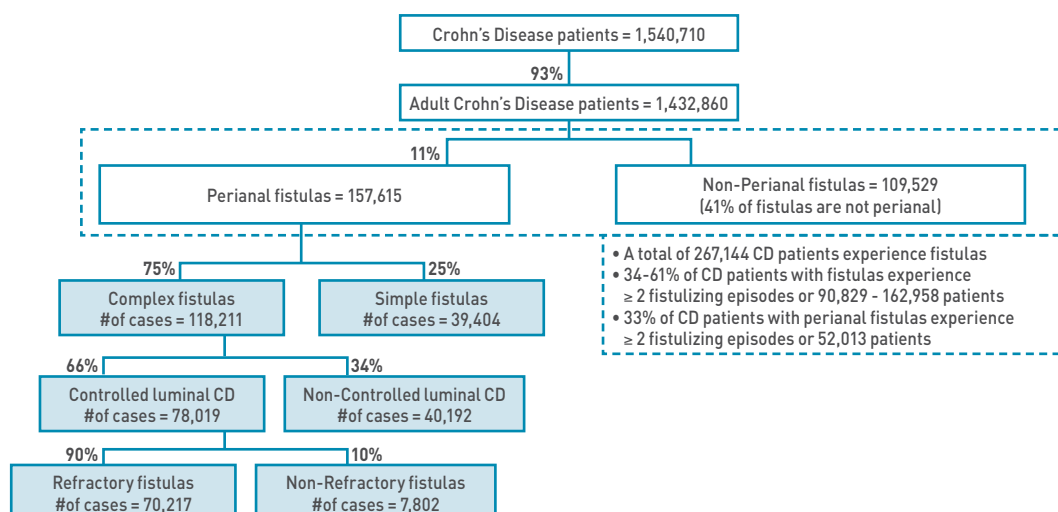 Crohn's Disease patients = 1,540,710
93%
Adult Crohn's Disease patients = 1,432,860
11%
Perianal fistulas = 157,615
Non-Perianal fistulas = 109,529
(41% of fistulas are not perianal)
• A total of 267,144 CD patients experience fistulas
• 34-61% of CD patients with fistulas experience
≥ 2 fistulizing episodes or 90,829 - 162,958 patients
• 33% of CD patients with perianal fistulas experience
≥ 2 fistulizing episodes or 52,013 patients
75%
25%
Complex fistulas
#of cases = 118,211
Simple fistulas
#of cases = 39,404
66%
34%
Controlled luminal CD
#of cases = 78,019
Non-Controlled luminal CD
#of cases = 40,192
90%
10%
Refractory fistulas
#of cases = 70,217
Non-Refractory fistulas
#of cases = 7,802